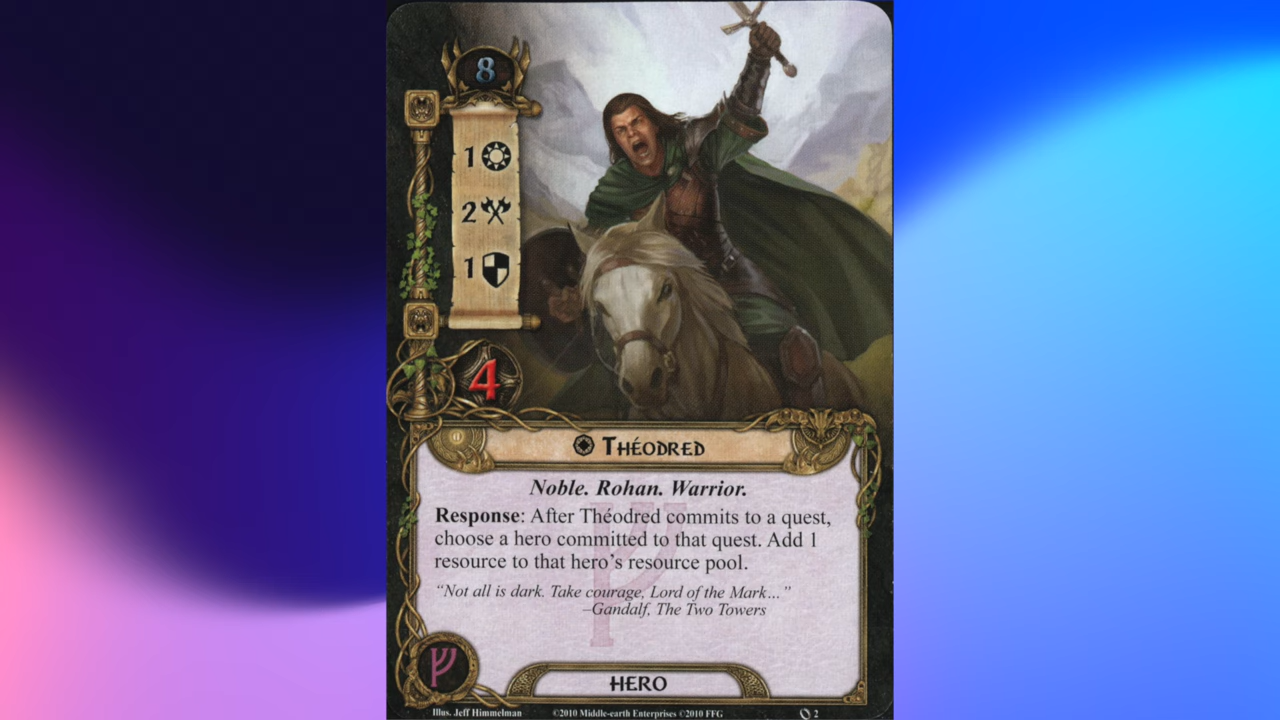 8
1
2
1
4
THÉODRED
Noble. Rohan. Warrior.
Response: After Théodred commits to a quest,
choose a hero committed to that quest. Add 1
resource to that hero's resource pool.
“Not all is dark. Take courage, Lord of the Mark…”
–Gandalf, The Two Towers
HERO
Illus. Jeff Himmelman
©2010 Middle-earth Enterprises ©2010 FFG
2